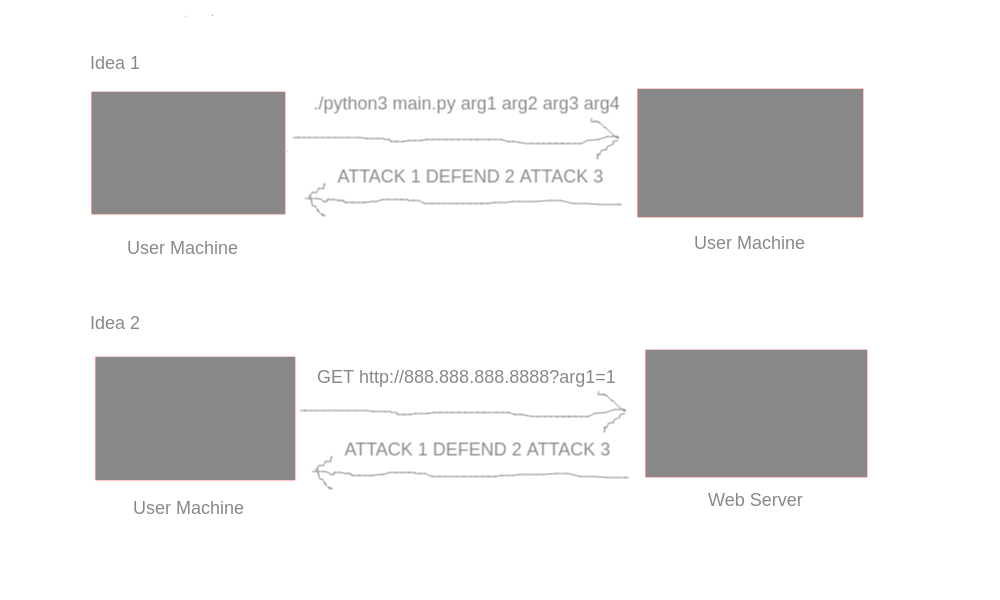 Idea 1
./python3 main.py arg1 arg2 arg3 arg4
ATTACK 1 DEFEND 2 ATTACK 3
User Machine
User Machine
Idea 2
GET http://888.888.888.8888?arg1=1
ATTACK 1 DEFEND 2 ATTACK 3
User Machine
Web Server